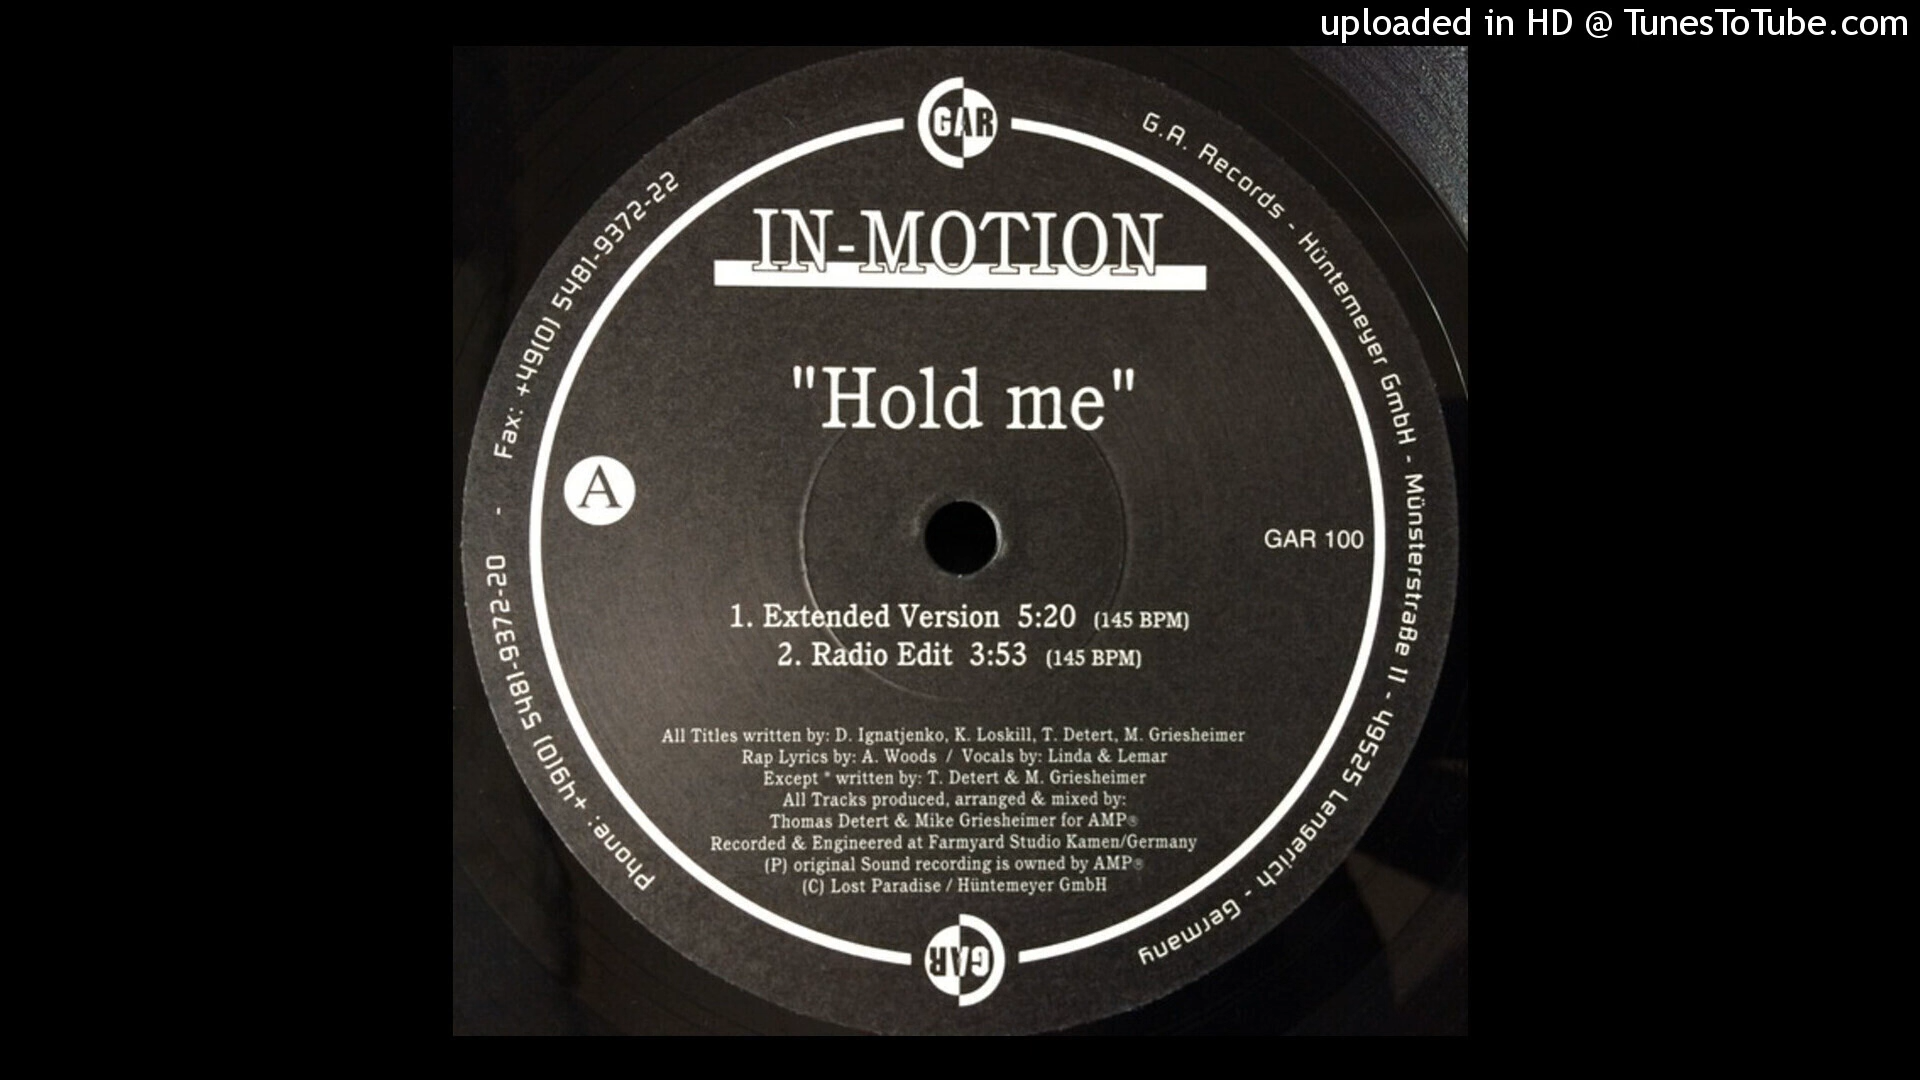 uploaded in HD @ TunesToTube.com
GAR
G.A. Records - Hüntemeyer GmbH - Münsterstraße 11 - 49525 Lengerich - Germany
IN-MOTION
"Hold me"
A
GAR 100
1. Extended Version 5:20 (145 BPM)
2. Radio Edit 3:53 (145 BPM)
All Titles written by: D. Ignatjenko, K. Loskill, T. Detert, M. Griesheimer
Rap Lyrics by: A. Woods / Vocals by: Linda & Lemar
Except * written by: T. Detert & M. Griesheimer
All Tracks produced, arranged & mixed by:
Thomas Detert & Mike Griesheimer for AMP®
Recorded & Engineered at Farmyard Studio Kamen/Germany
(P) original Sound recording is owned by AMP®
(C) Lost Paradise / Hüntemeyer GmbH
Phone: +49(0) 5481-9372-20 - Fax: +49(0) 5481-9372-22
GAR